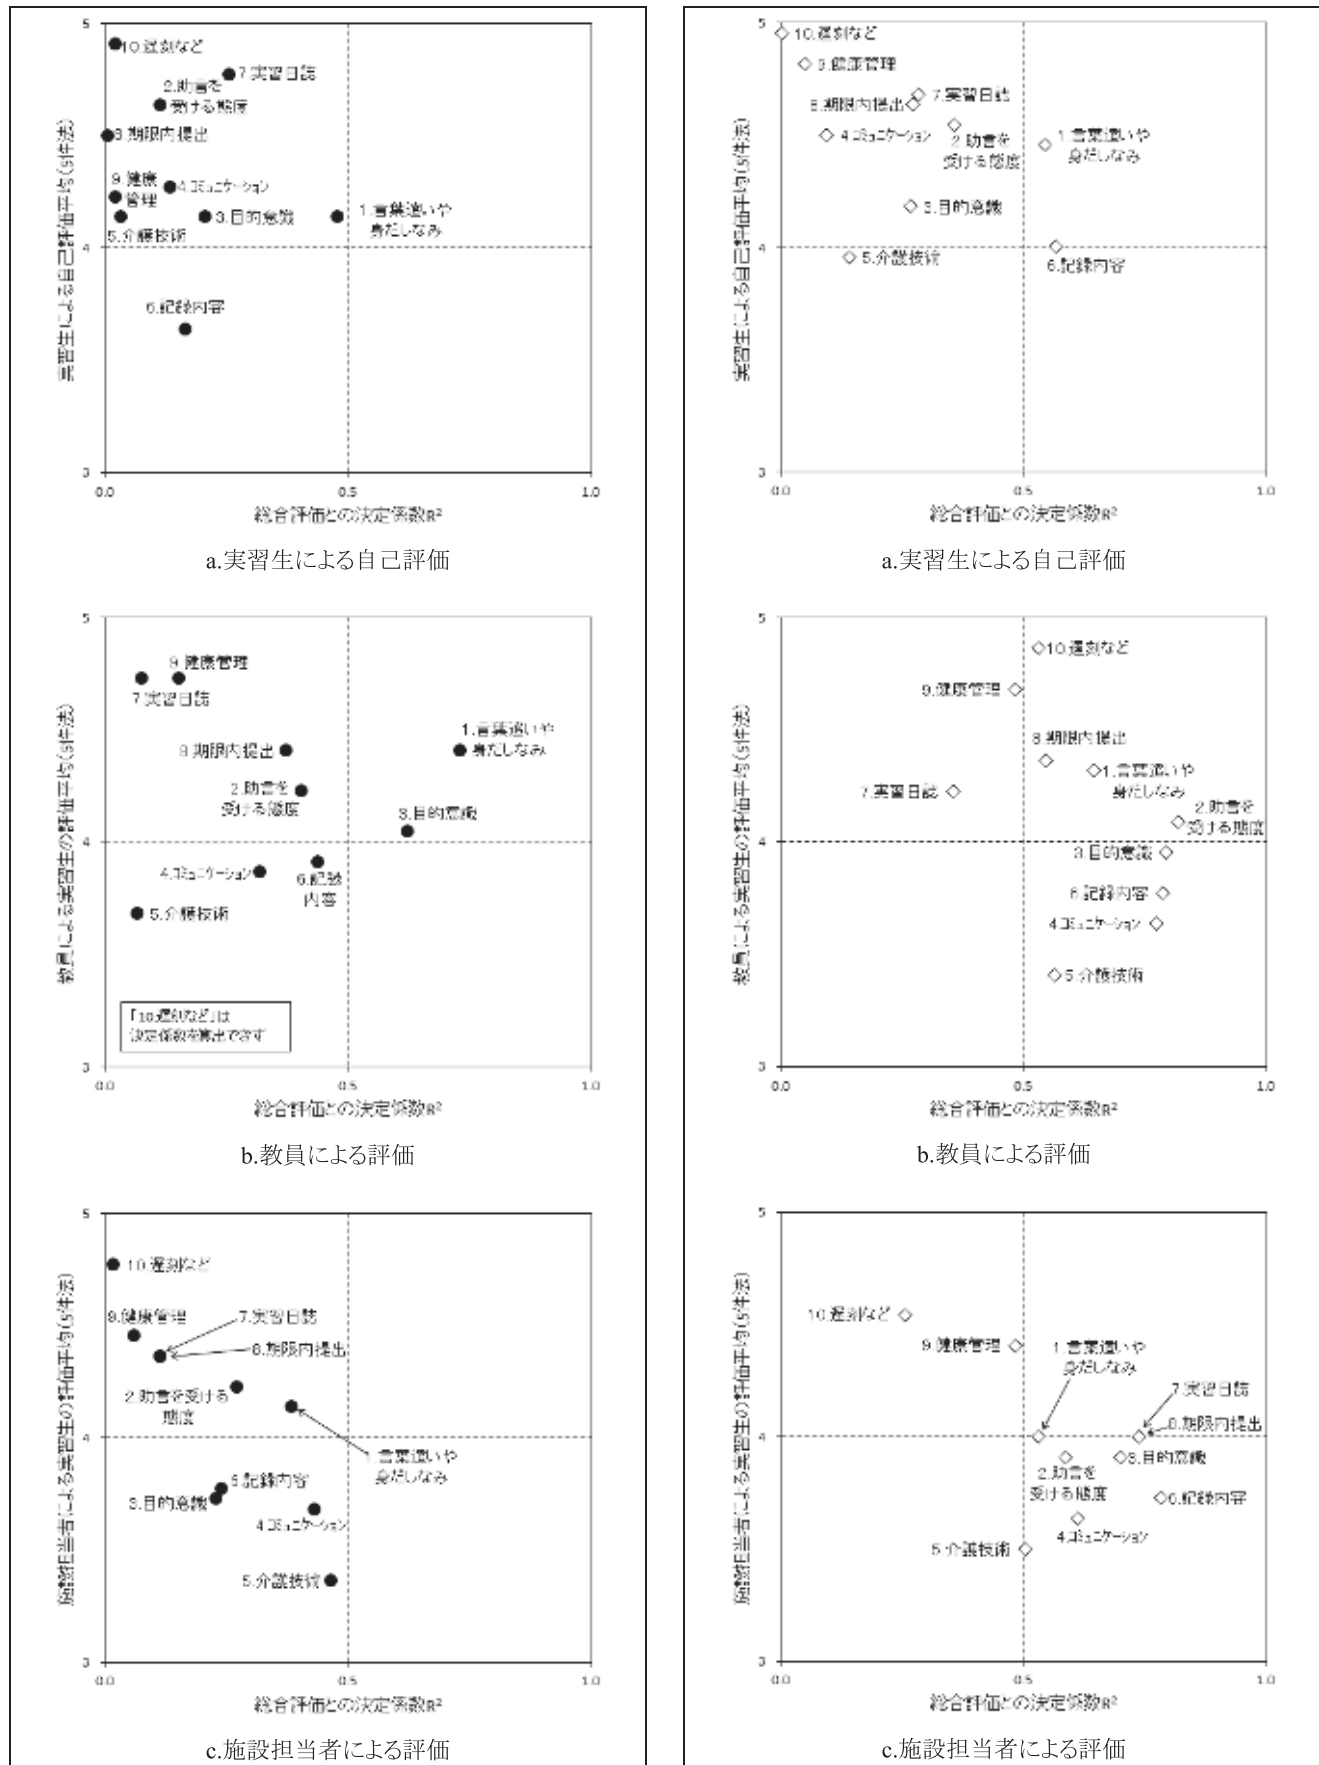 5
10.遅刻など
7.実習日誌
2.助言を
受ける態度
8.期限内提出
9.健康
管理
4.コミュニケーション
5.介護技術
3.目的意識
1.言葉遣いや
身だしなみ
4
6.記録内容
3
0.0
0.5
1.0
実習生による自己評価平均(5件法)
総合評価との決定係数R²
a.実習生による自己評価
5
9.健康管理
7.実習日誌
8.期限内提出
1.言葉遣いや
身だしなみ
2.助言を
受ける態度
3.目的意識
4
4.コミュニケーション
6.記録
内容
5.介護技術
「10.遅刻など」は
決定係数を算出できず
3
0.0
0.5
1.0
教員による実習生の評価平均(5件法)
総合評価との決定係数R²
b.教員による評価
5
10.遅刻など
9.健康管理
7.実習日誌
8.期限内提出
2.助言を受ける
態度
4
1.言葉遣いや
身だしなみ
6.記録内容
3.目的意識
4.コミュニケーション
5.介護技術
3
0.0
0.5
1.0
施設担当者による実習生の評価平均(5件法)
総合評価との決定係数R²
c.施設担当者による評価
5
10.遅刻など
9.健康管理
7.実習日誌
8.期限内提出
4.コミュニケーション
2.助言を
受ける態度
1.言葉遣いや
身だしなみ
3.目的意識
4
5.介護技術
6.記録内容
3
0.0
0.5
1.0
実習生による自己評価平均(5件法)
総合評価との決定係数R²
a.実習生による自己評価
5
10.遅刻など
9.健康管理
8.期限内提出
1.言葉遣いや
身だしなみ
7.実習日誌
2.助言を
受ける態度
4
3.目的意識
6.記録内容
4.コミュニケーション
5.介護技術
3
0.0
0.5
1.0
教員による実習生の評価平均(5件法)
総合評価との決定係数R²
b.教員による評価
5
10.遅刻など
9.健康管理
1.言葉遣いや
身だしなみ
7.実習日誌
8.期限内提出
4
3.目的意識
2.助言を
受ける態度
6.記録内容
4.コミュニケーション
5.介護技術
3
0.0
0.5
1.0
施設担当者による実習生の評価平均(5件法)
総合評価との決定係数R²
c.施設担当者による評価